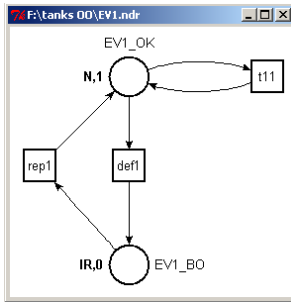 F:\tanks OO\EV1.ndr
EV1_OK
N,1
t11
rep1
def1
IR,0
EV1_BO